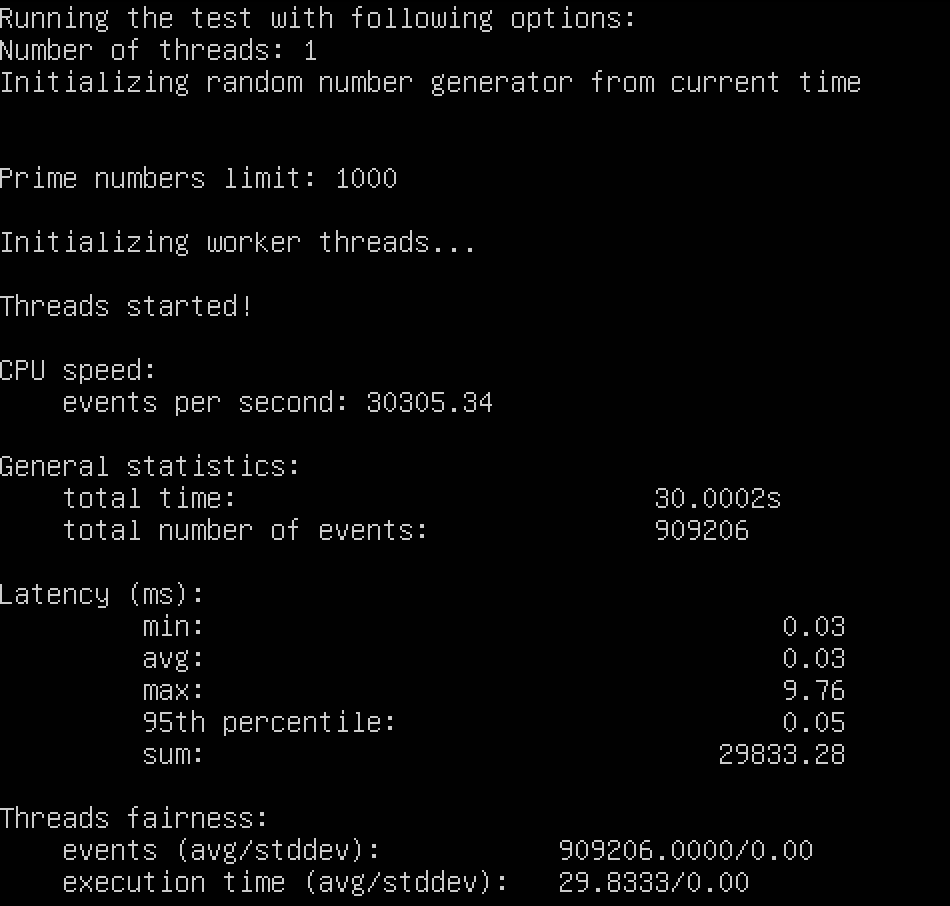 Running the test with following options:
Number of threads: 1
Initializing random number generator from current time
Prime numbers limit: 1000
Initializing worker threads...
Threads started!
CPU speed:
events per second: 30305.34
General statistics:
total time: 30.0002s
total number of events: 909206
Latency (ms):
min: 0.03
avg: 0.03
max: 9.76
95th percentile: 0.05
sum: 29833.28
Threads fairness:
events (avg/stddev): 909206.0000/0.00
execution time (avg/stddev): 29.8333/0.00